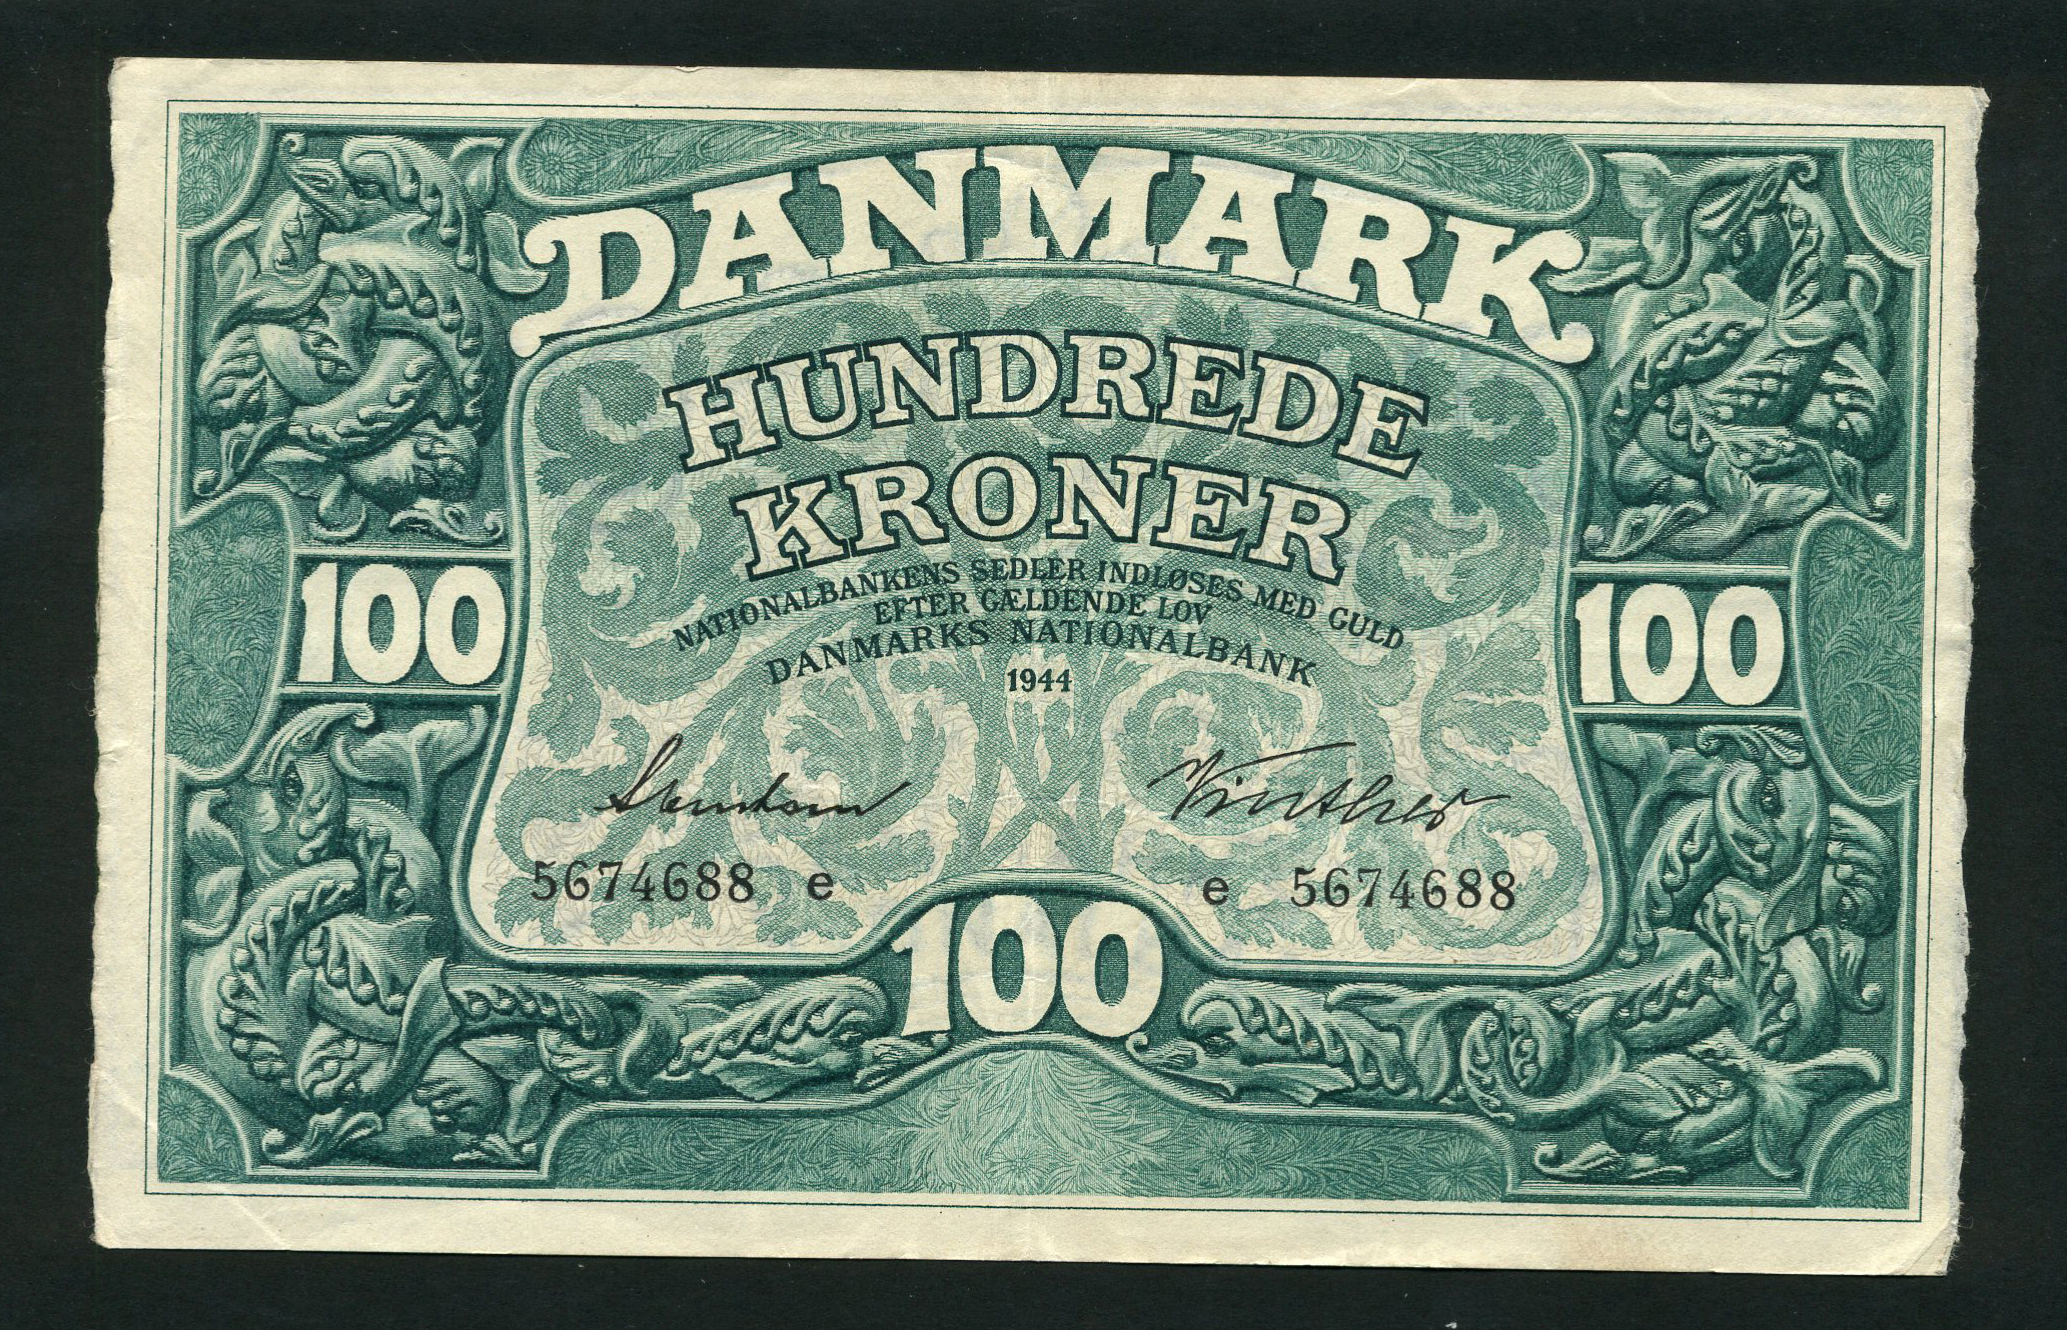 DANMARK
HUNDREDE
KRONER
NATIONALBANKENS SEDLER INDLØSES MED GULD
EFTER GÆLDENDE LOV
DANMARKS NATIONALBANK
1944
100 100
Svendsen
5674688 e e 5674688
100